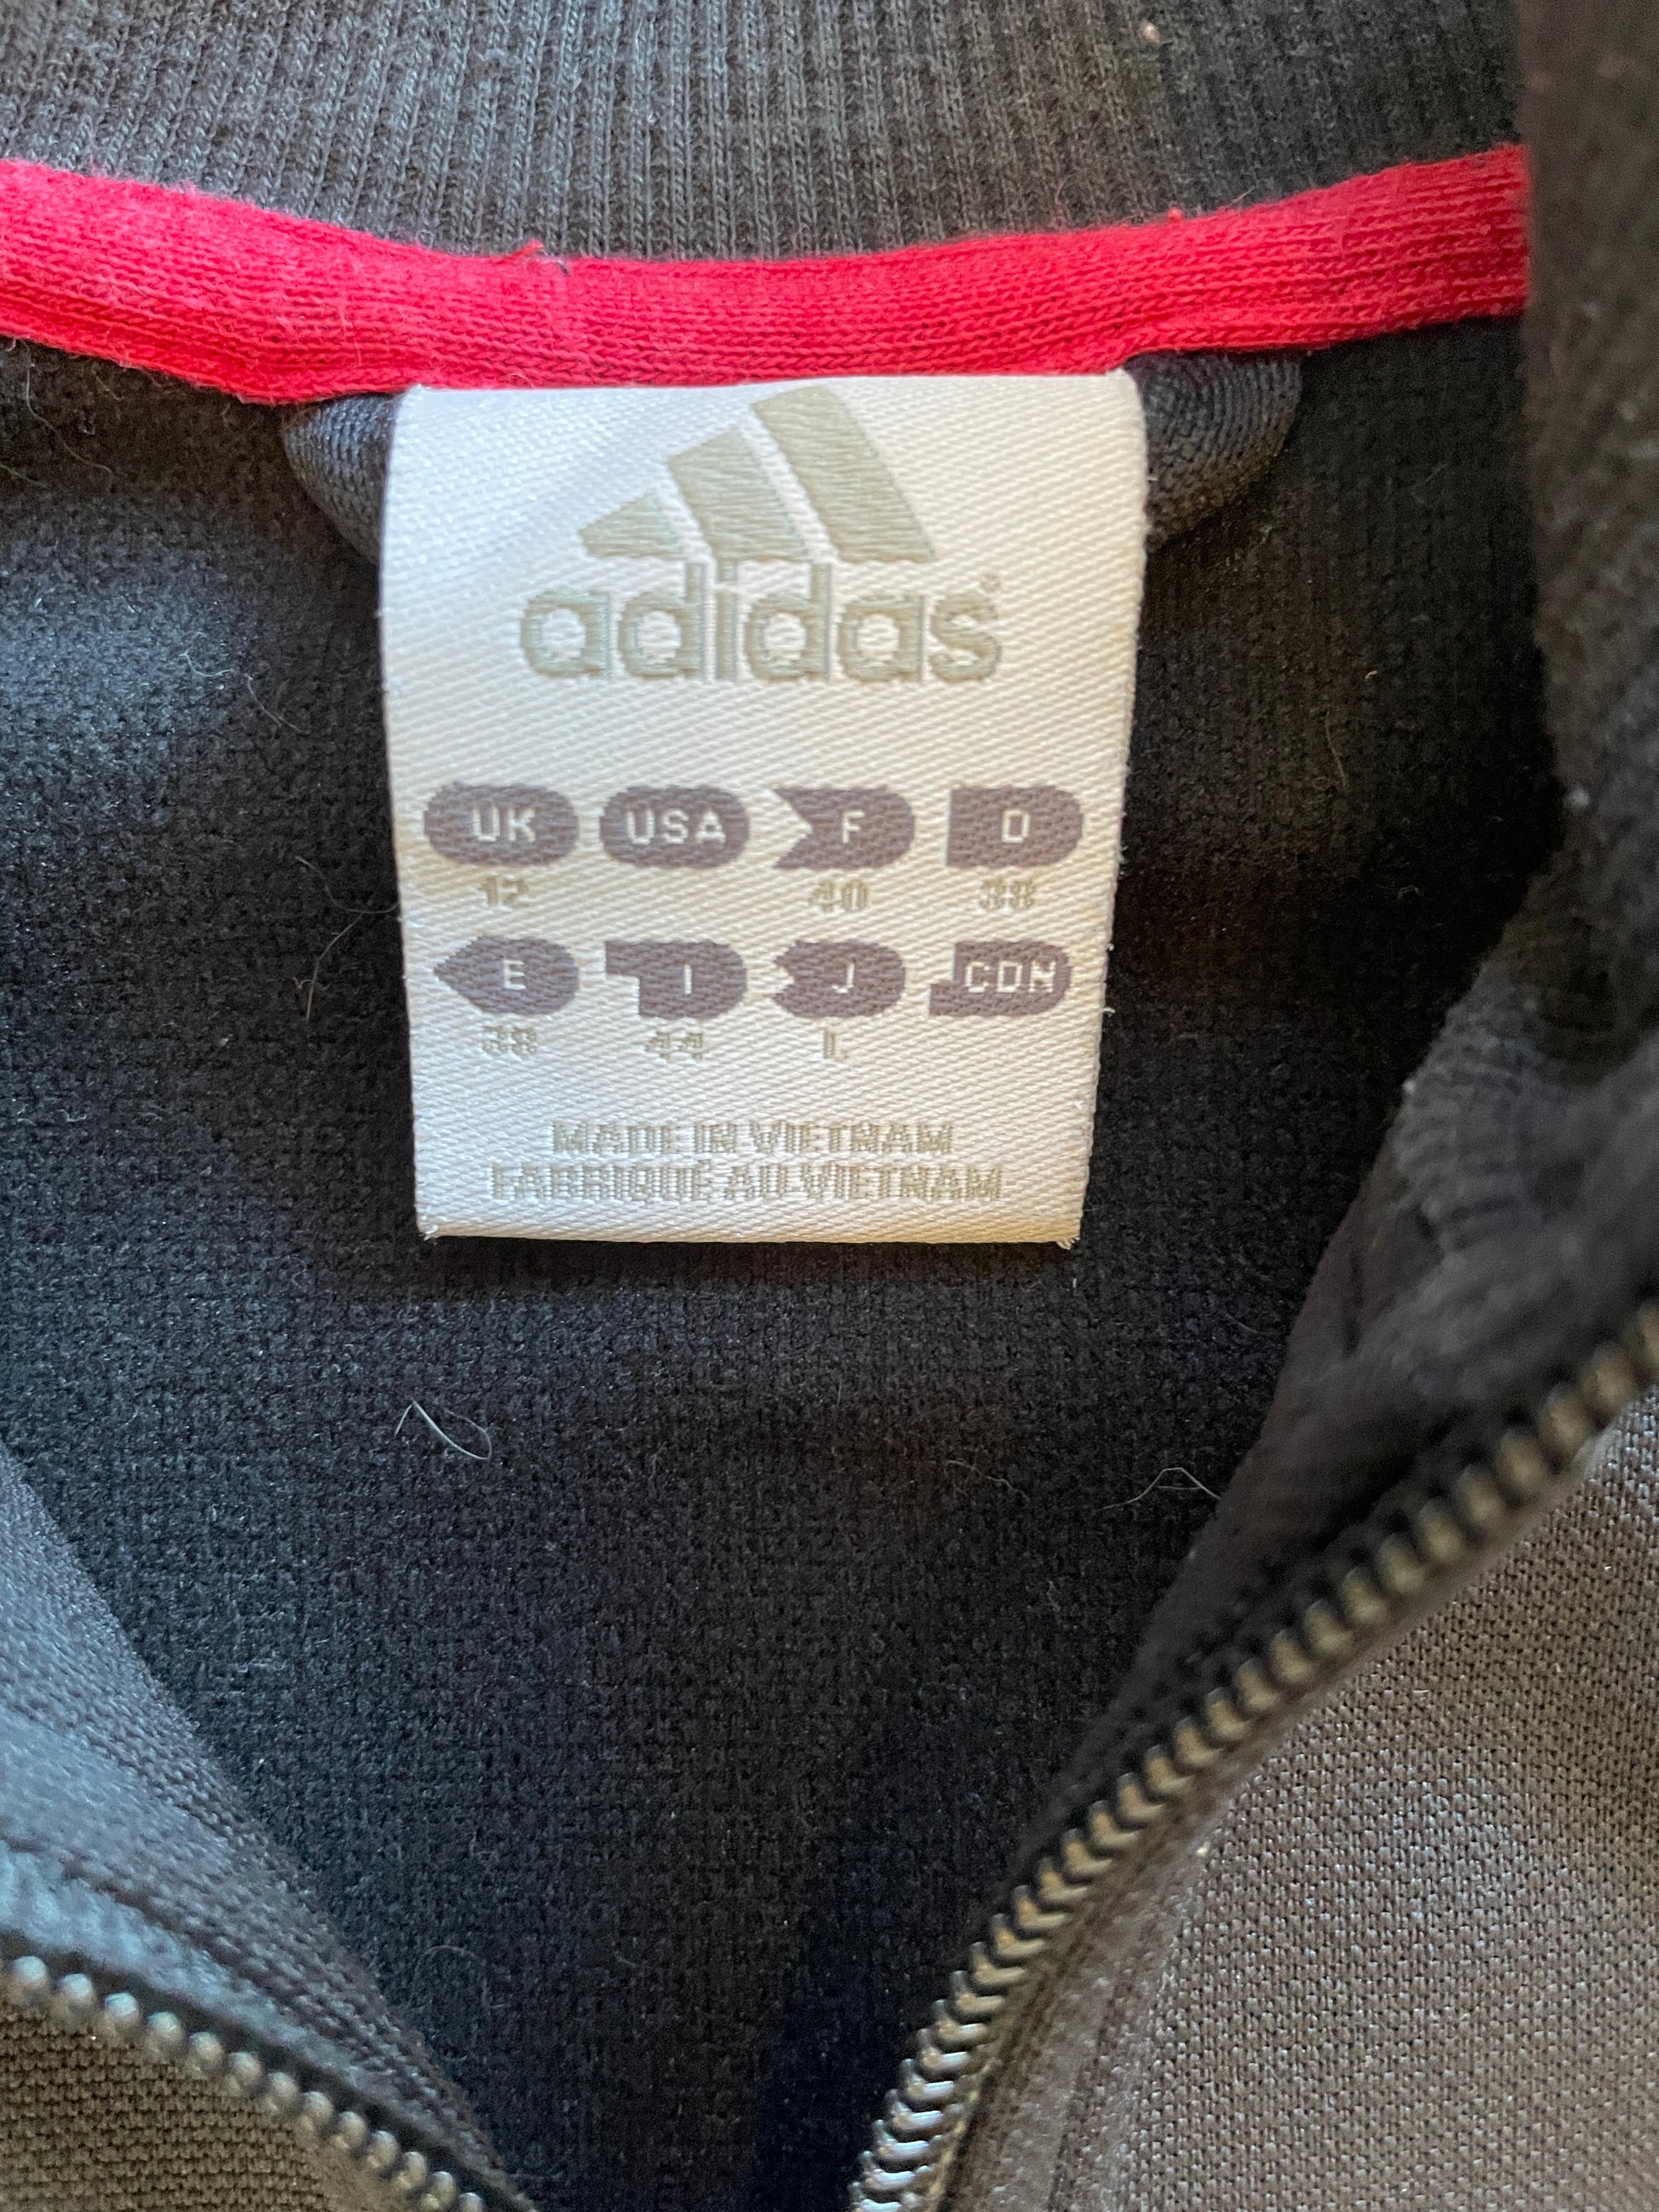 adidas®
UK USA F D
12 40 38
E I J CDN
38 44 L
MADE IN VIETNAM
FABRIQUÉ AU VIETNAM